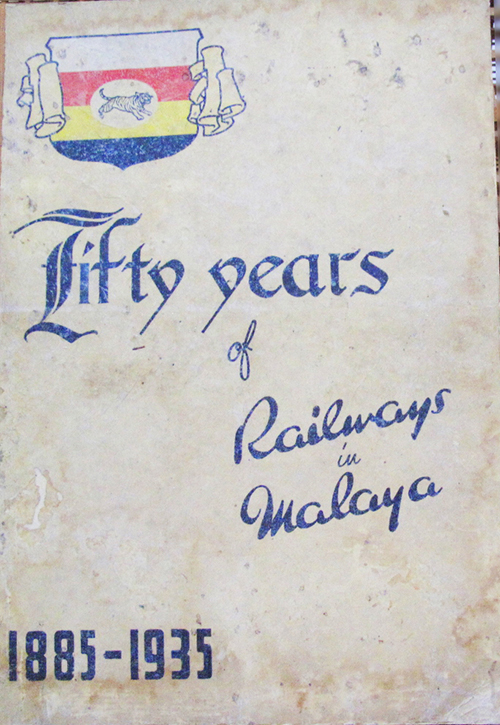 Fifty years
of
Railways
in
Malaya
1885-1935